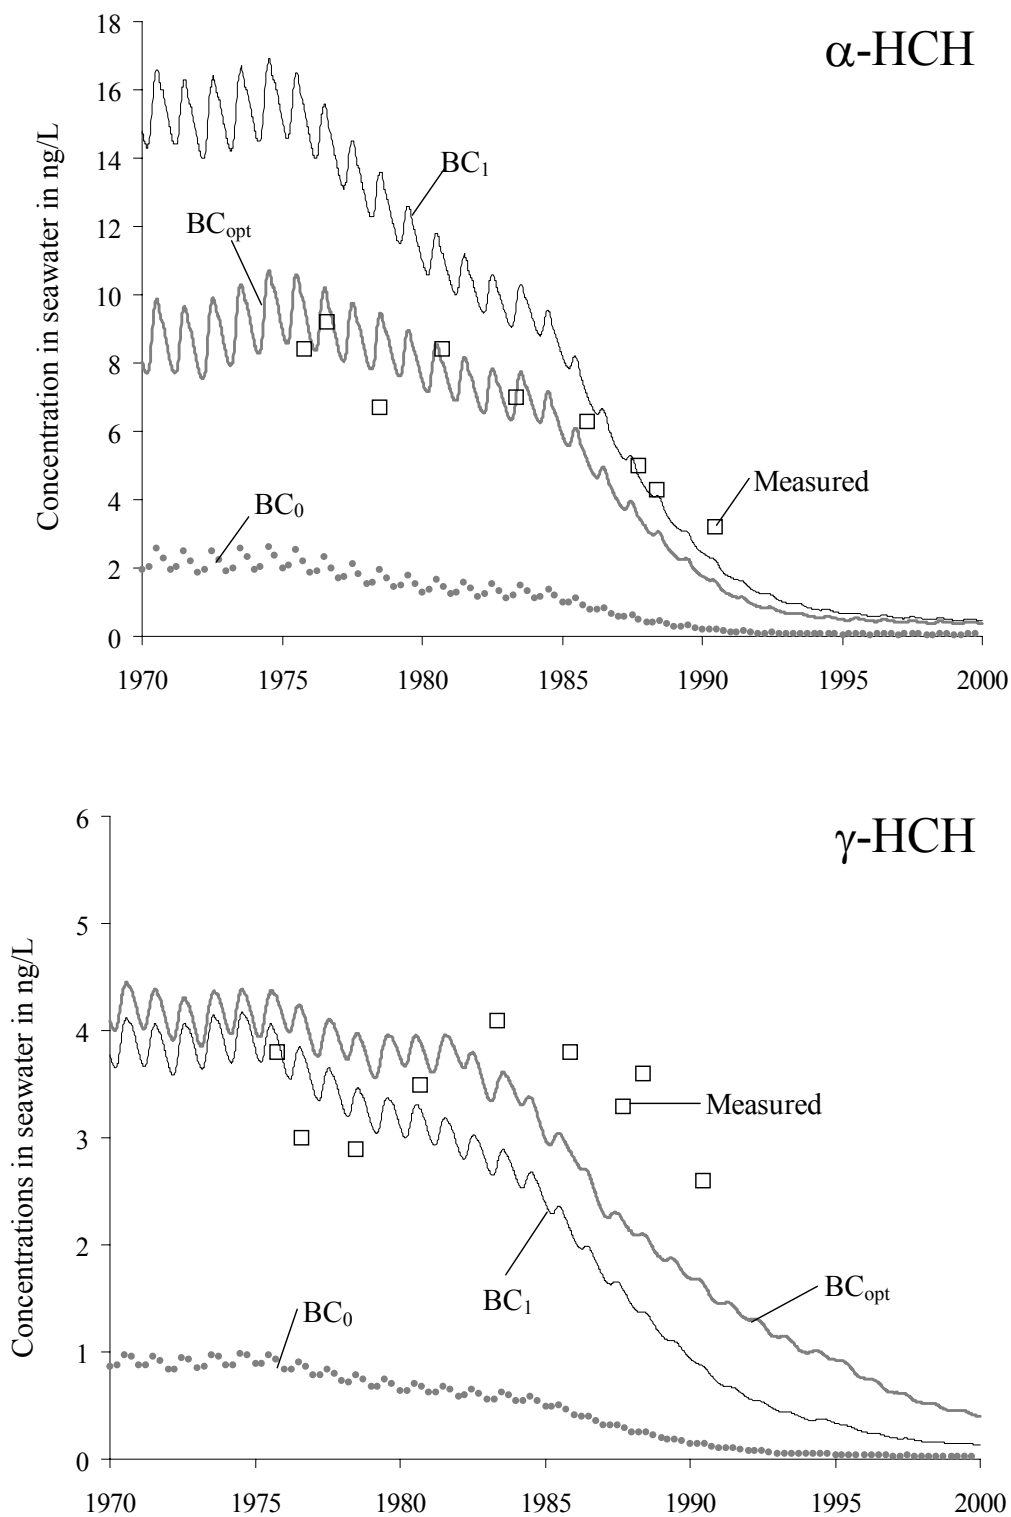 α-HCH
Concentration in seawater in ng/L
18
16
14
12
10
8
6
4
2
0
BC1
BCopt
BC0
Measured
1970 1975 1980 1985 1990 1995 2000
γ-HCH
Concentrations in seawater in ng/L
6
5
4
3
2
1
0
Measured
BC1
BCopt
BC0
1970 1975 1980 1985 1990 1995 2000